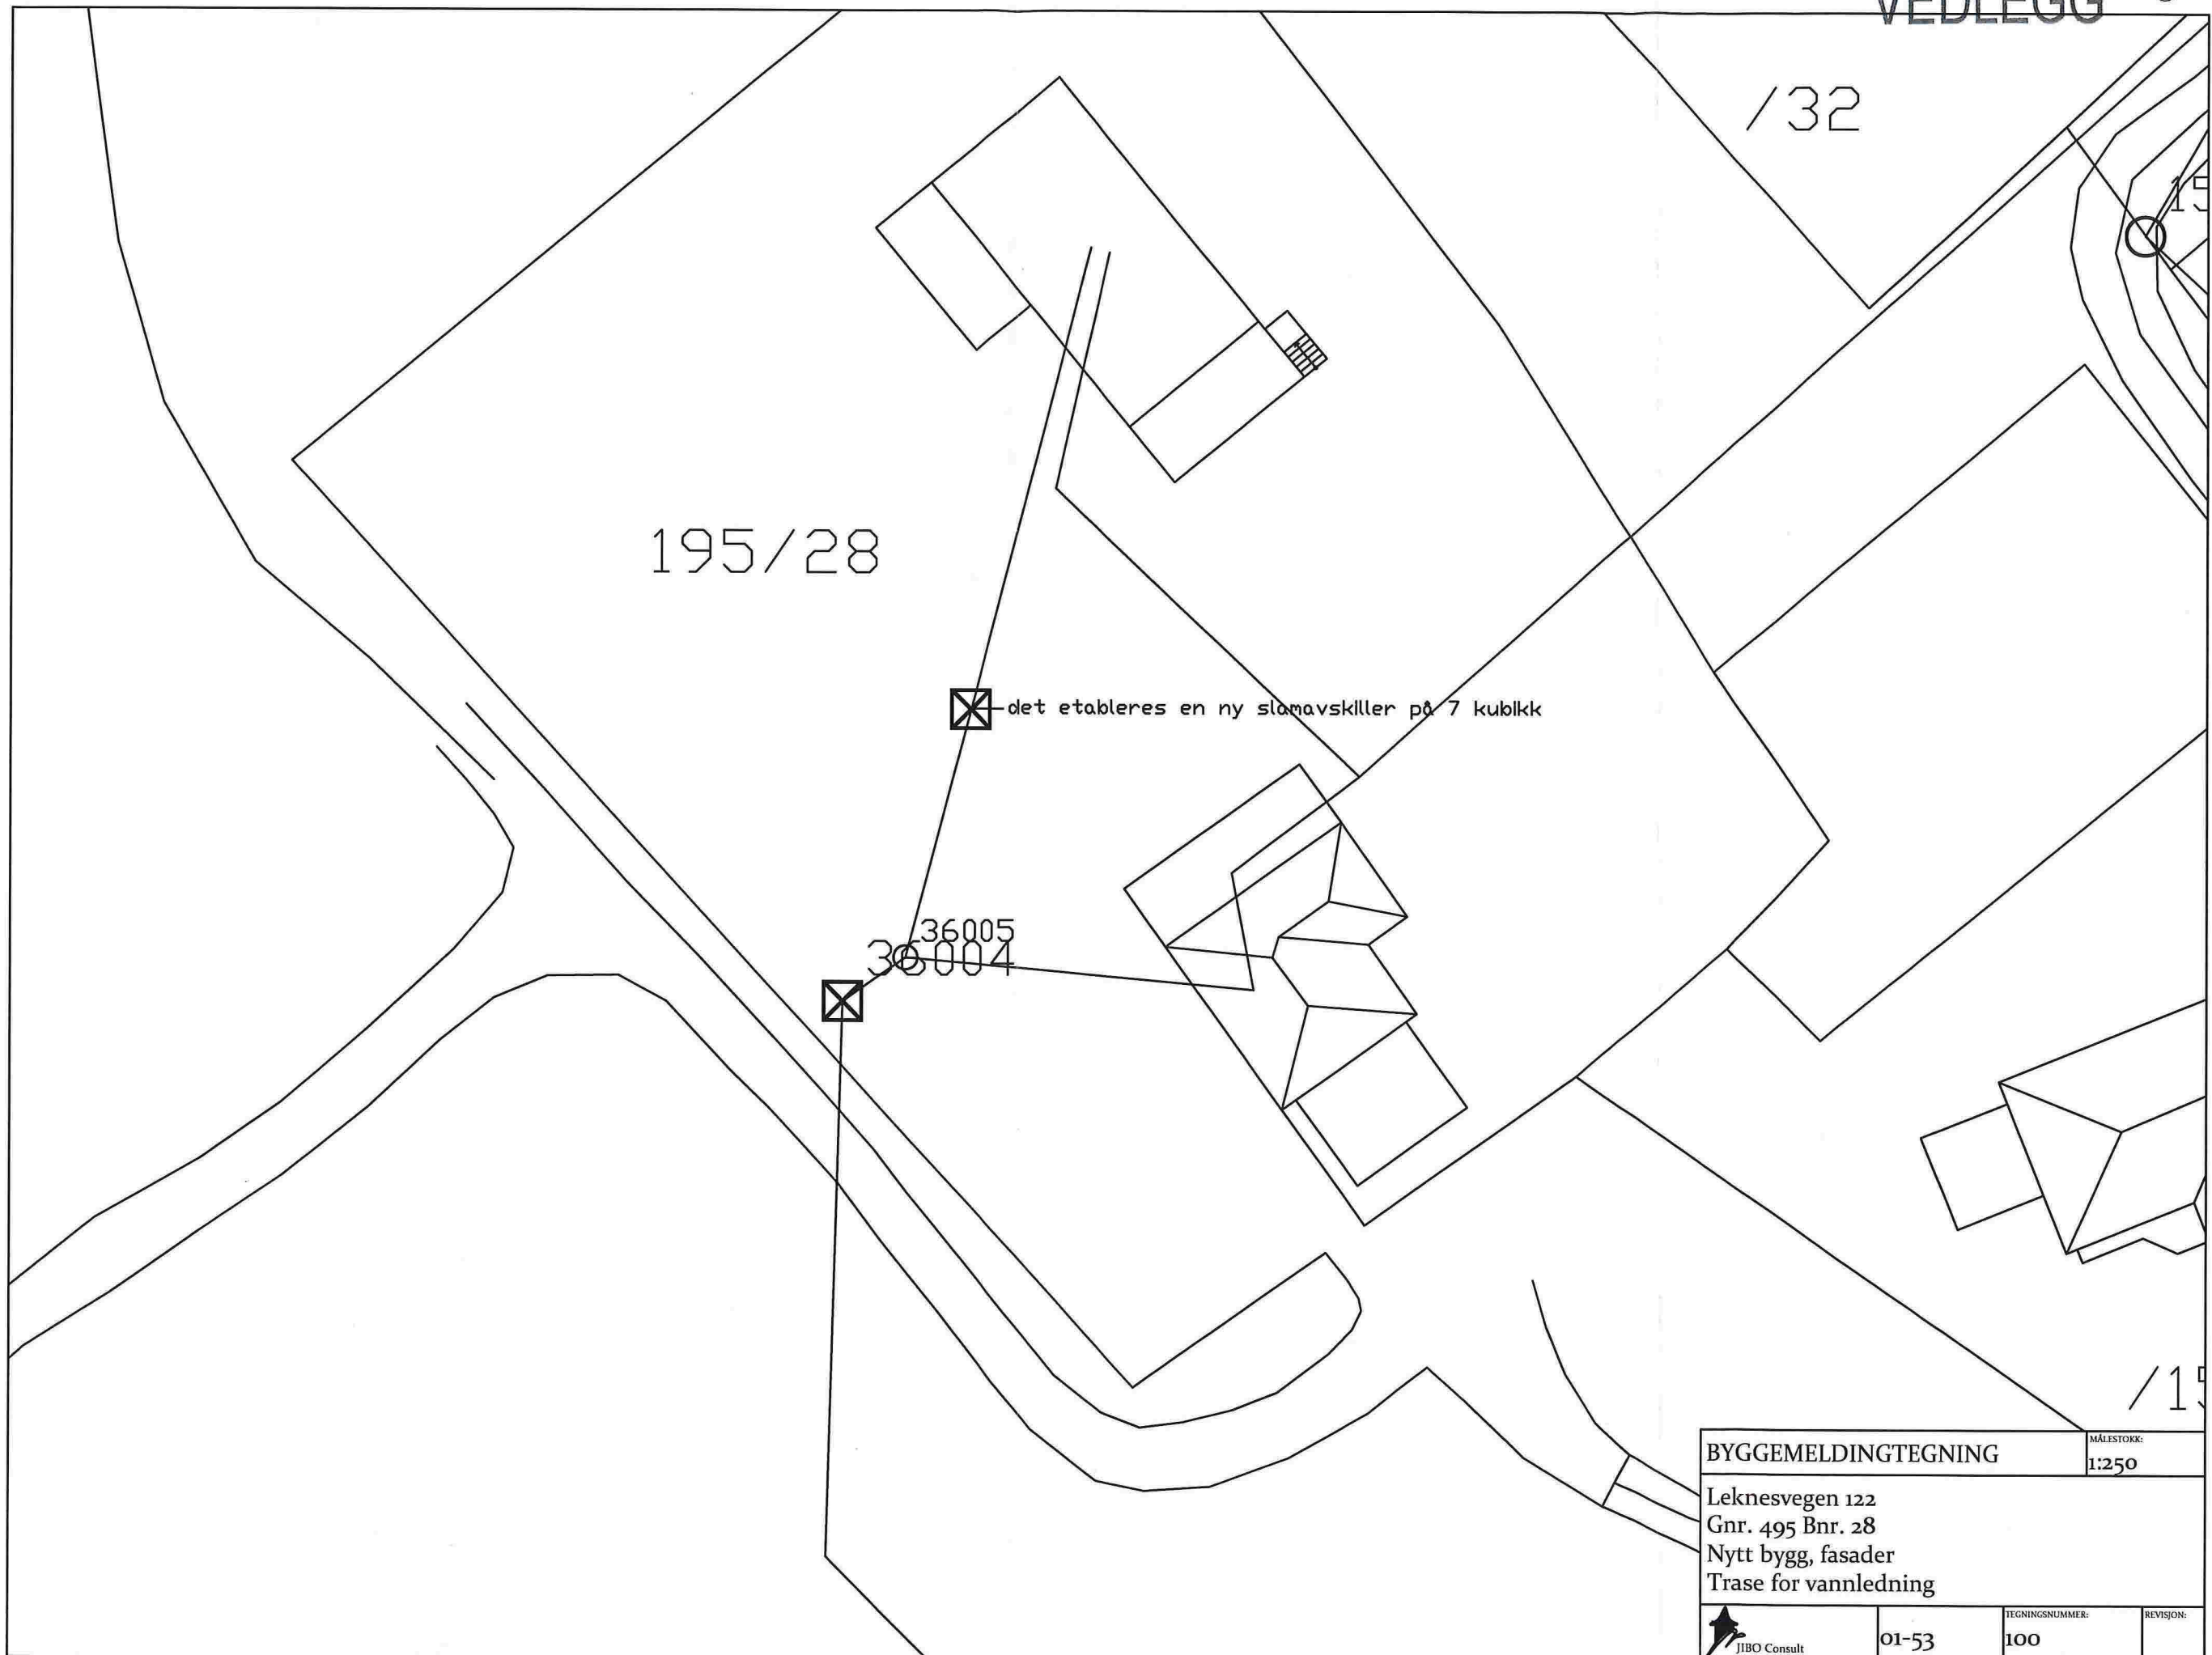 VEDLEGG
/32
195/28
det etableres en ny slamavskiller på 7 kubikk
36005
36004
BYGGEMELDINGTEGNING
MÅLESTOKK:
1:250
Leknesvegen 122
Gnr. 495 Bnr. 28
Nytt bygg, fasader
Trase for vannledning
JIBO Consult
01-53
TEGNINGSNUMMER:
100
REVISJON: